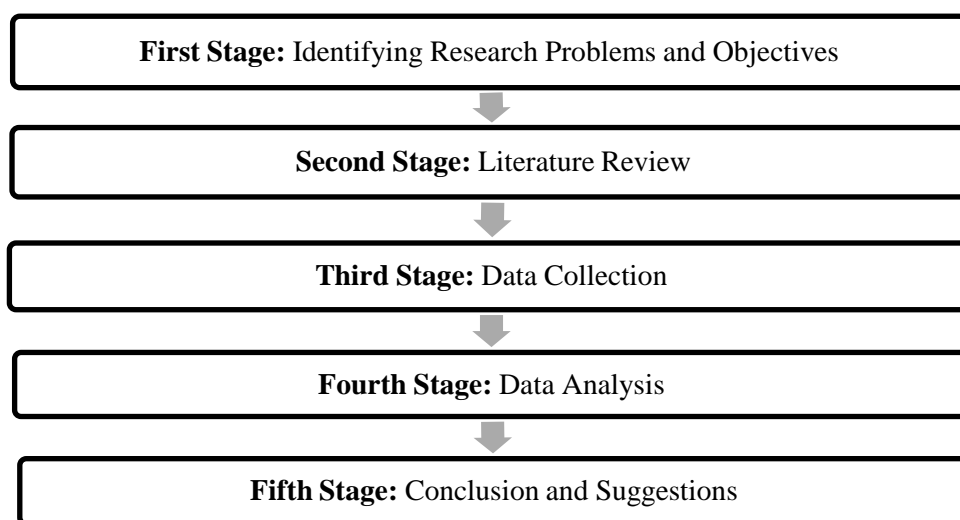 First Stage: Identifying Research Problems and Objectives
Second Stage: Literature Review
Third Stage: Data Collection
Fourth Stage: Data Analysis
Fifth Stage: Conclusion and Suggestions